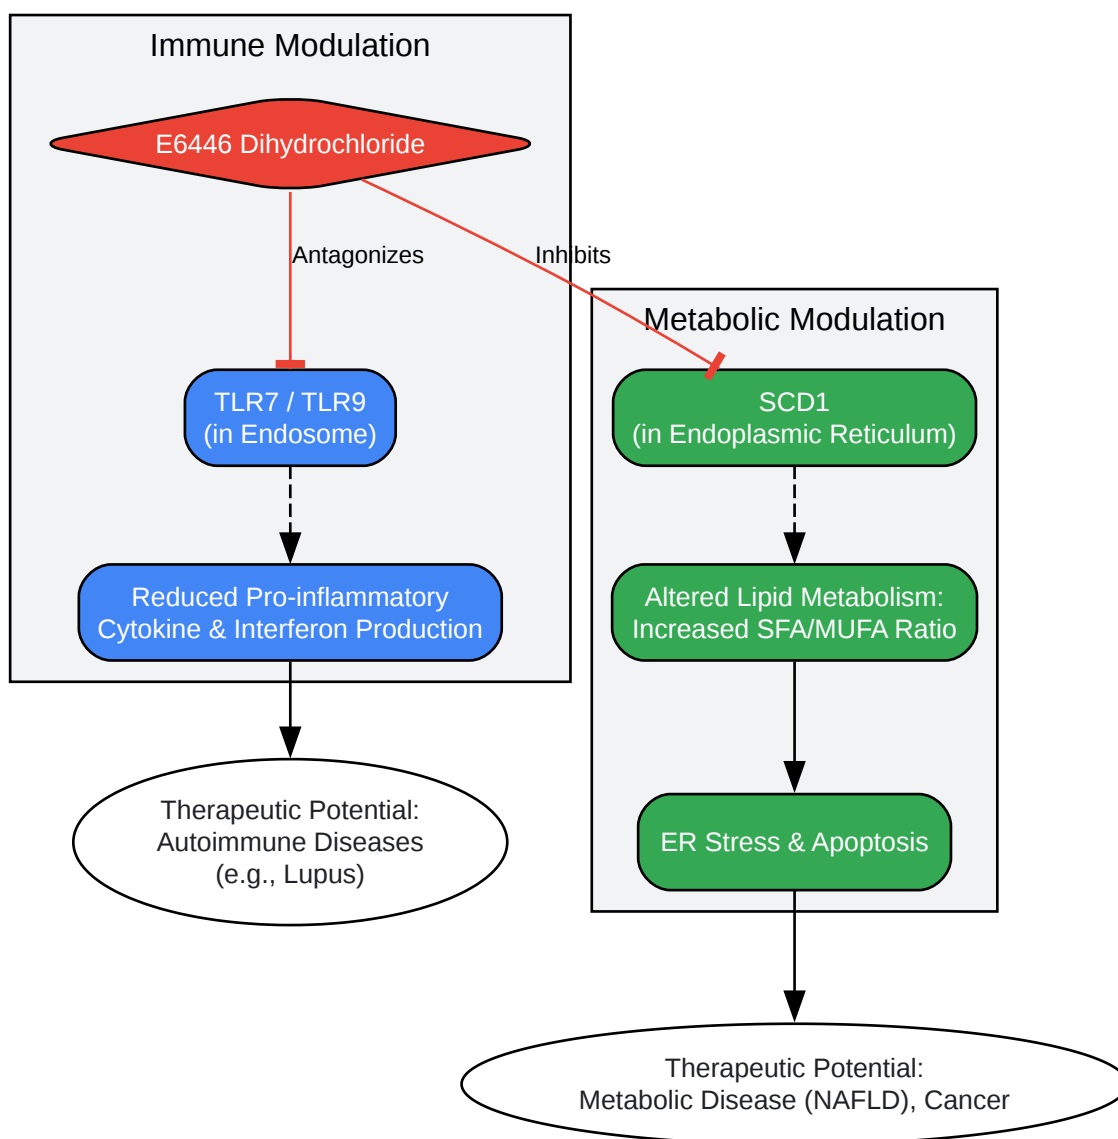 Immune Modulation
E6446 Dihydrochloride
Antagonizes
Inhibits
Metabolic Modulation
TLR7 / TLR9
(in Endosome)
SCD1
(in Endoplasmic Reticulum)
Reduced Pro-inflammatory
Cytokine & Interferon Production
Altered Lipid Metabolism:
Increased SFA/MUFA Ratio
Therapeutic Potential:
Autoimmune Diseases
(e.g., Lupus)
ER Stress & Apoptosis
Therapeutic Potential:
Metabolic Disease (NAFLD), Cancer